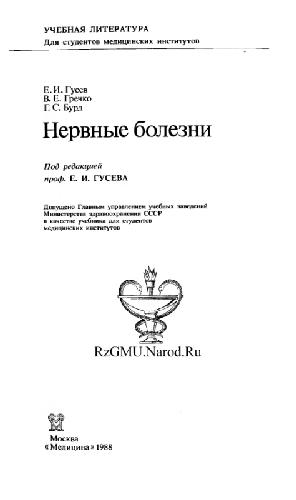 УЧЕБНАЯ ЛИТЕРАТУРА
Для студентов медицинских институтов
Е. И. Гусев
В. Е. Гречко
Г. С. Бурд
Нервные болезни
Под редакцией
проф. Е. И. ГУСЕВА
Допущено Главным управлением учебных заведений
Министерства здравоохранения СССР
в качестве учебника для студентов
медицинских институтов
RzGMU.Narod.Ru
Москва
«Медицина» 1988